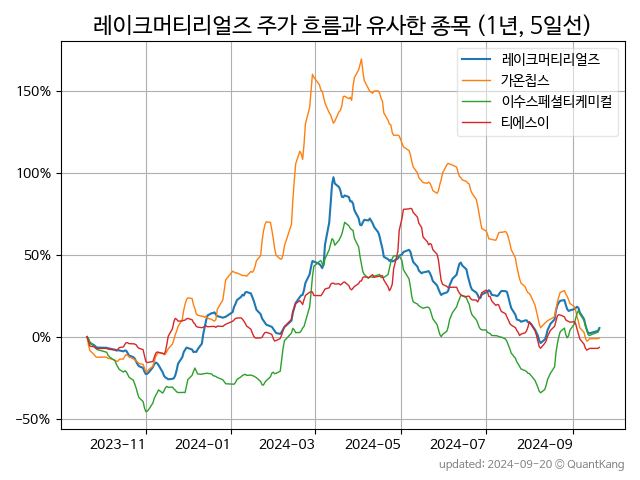 레이크머티리얼즈 주가 흐름과 유사한 종목 (1년, 5일선)
레이크머티리얼즈
가온칩스
이수스페셜티케미컬
티에스이
150%
100%
50%
0%
−50%
2023-11 2024-01 2024-03 2024-05 2024-07 2024-09
updated: 2024-09-20 © QuantKang